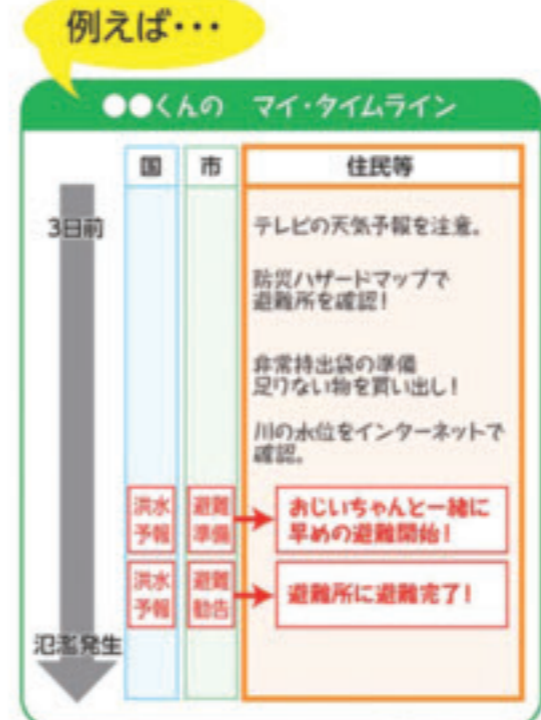 例えば・・・
●●くんの マイ・タイムライン
国 市 住民等
3日前
テレビの天気予報を注意。
防災ハザードマップで
避難所を確認!
非常持出袋の準備
足りない物を買い出し!
川の水位をインターネットで
確認。
洪水
予報
避難
準備
おじいちゃんと一緒に
早めの避難開始!
洪水
予報
避難
勧告
避難所に避難完了!
氾濫発生